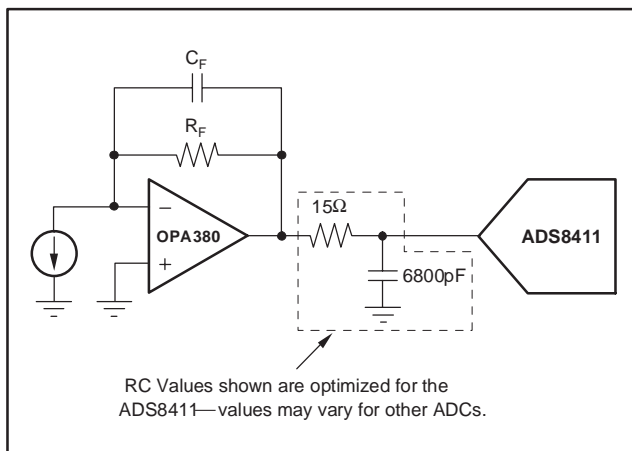 C_F
R_F
−
OPA380
+
15Ω
6800pF
ADS8411
RC Values shown are optimized for the
ADS8411—values may vary for other ADCs.